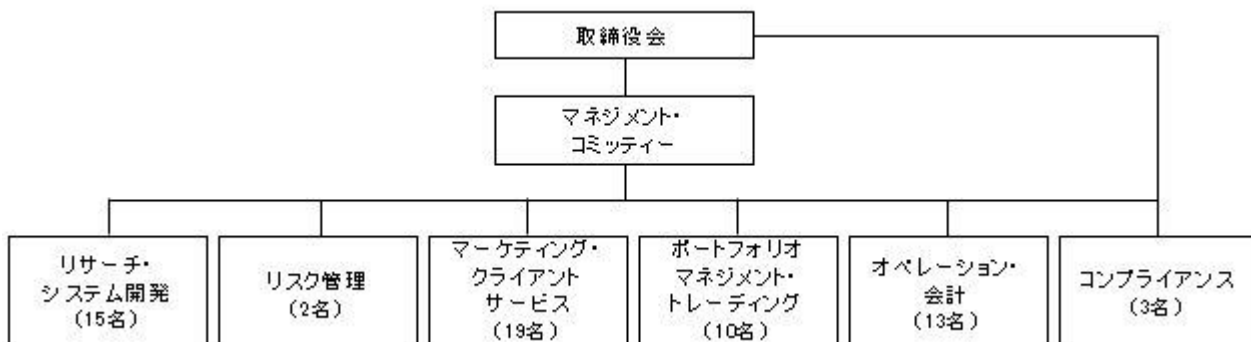 取締役会
マネジメント・
コミッティー
リサーチ・
システム開発
(15名)
リスク管理
(2名)
マーケティング・
クライアント
サービス
(19名)
ポートフォリオ
マネジメント・
トレーディング
(10名)
オペレーション・
会計
(13名)
コンプライアンス
(3名)